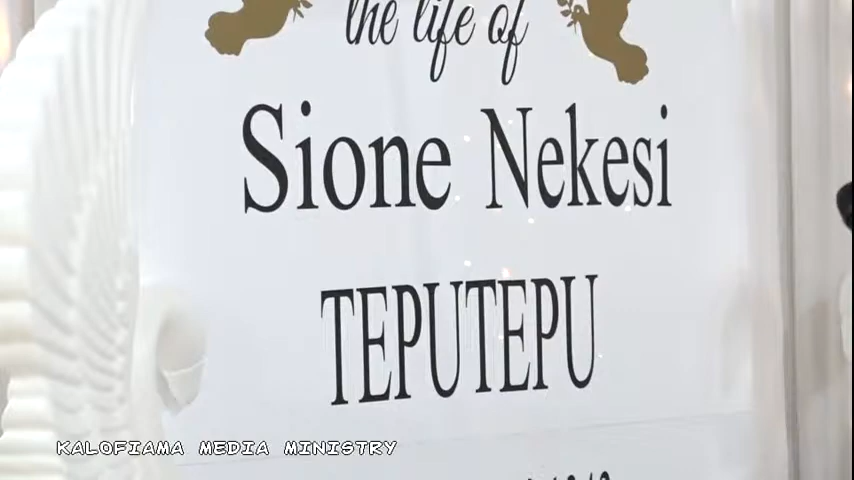 the life of
Sione Nekesi
TEPUTEPU
KALOFIAMA MEDIA MINISTRY